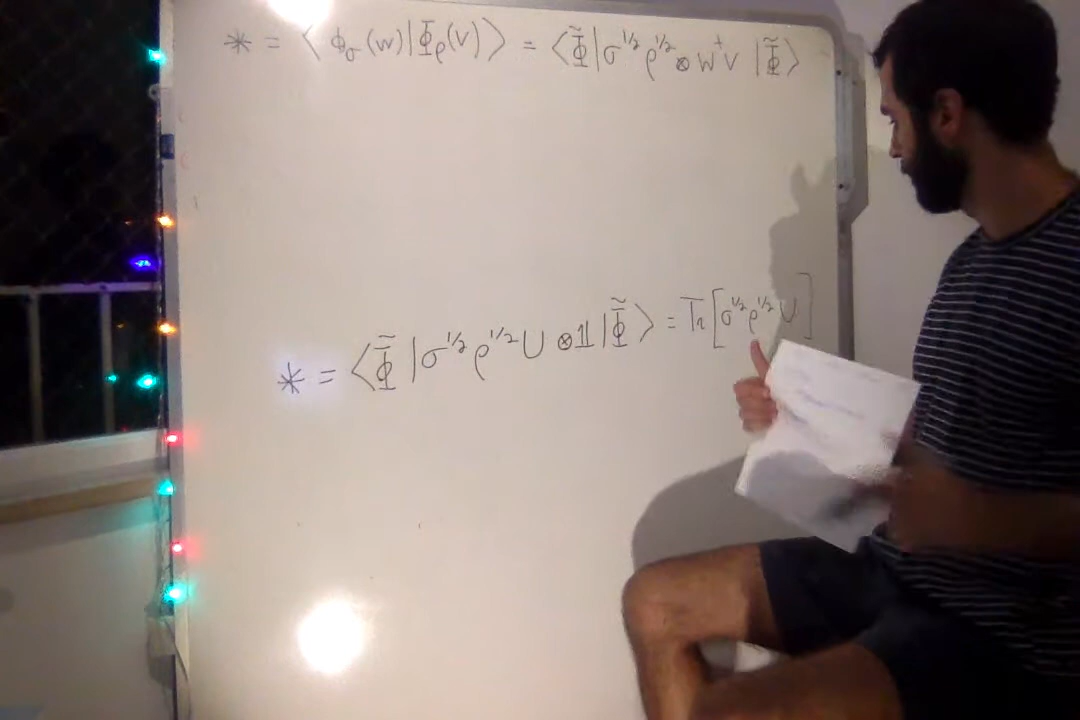 * = ⟨ϕ_σ(w)|Φ_ρ(v)⟩ = ⟨Φ̃|σ^{1/2} ρ^{1/2} ⊗ w^†v |Φ̃⟩
* = ⟨Φ̃|σ^{1/2} ρ^{1/2} U ⊗ 𝟙|Φ̃⟩ = Tr[σ^{1/2} ρ^{1/2} U]